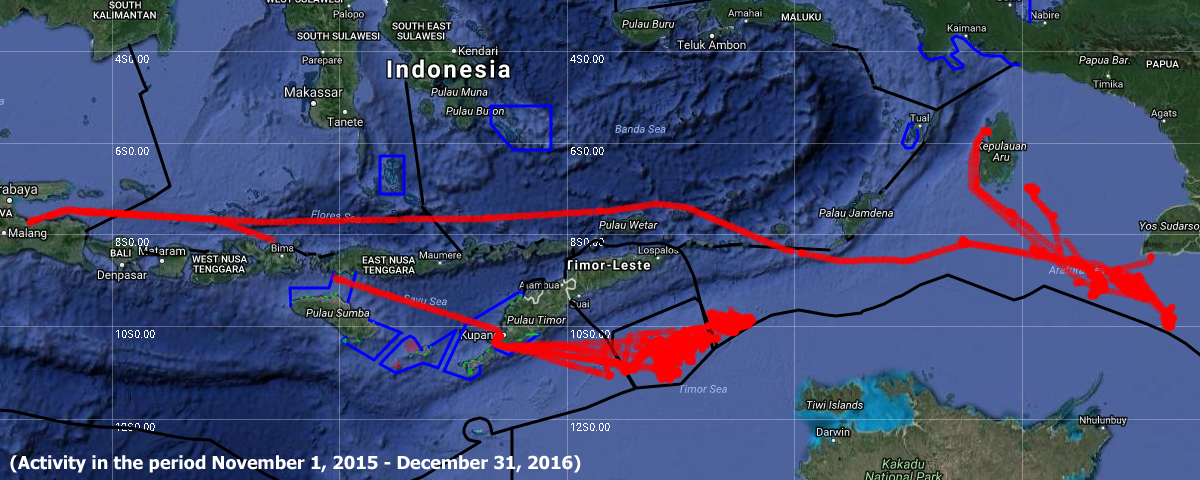 SOUTH
KALIMANTAN
Palopo
SOUTH SULAWESI
Parepare
Makassar
Tanete
SOUTH EAST
SULAWESI
Kendari
Indonesia
Pulau Muna
Pulau Buton
Pulau Buru
Amahai
MALUKU
Teluk Ambon
Banda Sea
Kaimana
Nabire
Papua Bar.
PAPUA
Timika
Agats
Tual
Kepulauan
Aru
4S0.00
4S0.00
6S0.00
6S0.00
rabaya
VA
Malang
Flores Sea
Pulau Wetar
Pulau Jamdena
Yos Sudarso
8S0.00
8S0.00
BALI
Mataram
Denpasar
WEST NUSA
TENGGARA
Bima
EAST NUSA
TENGGARA
Maumere
Lospalos
Timor-Leste
Atambua
Suai
Savu Sea
Pulau Sumba
Pulau Timor
Kupang
10S0.00
10S0.00
Timor Sea
12S0.00
12S0.00
Tiwi Islands
Darwin
Nhulunbuy
Kakadu
National Park
(Activity in the period November 1, 2015 - December 31, 2016)